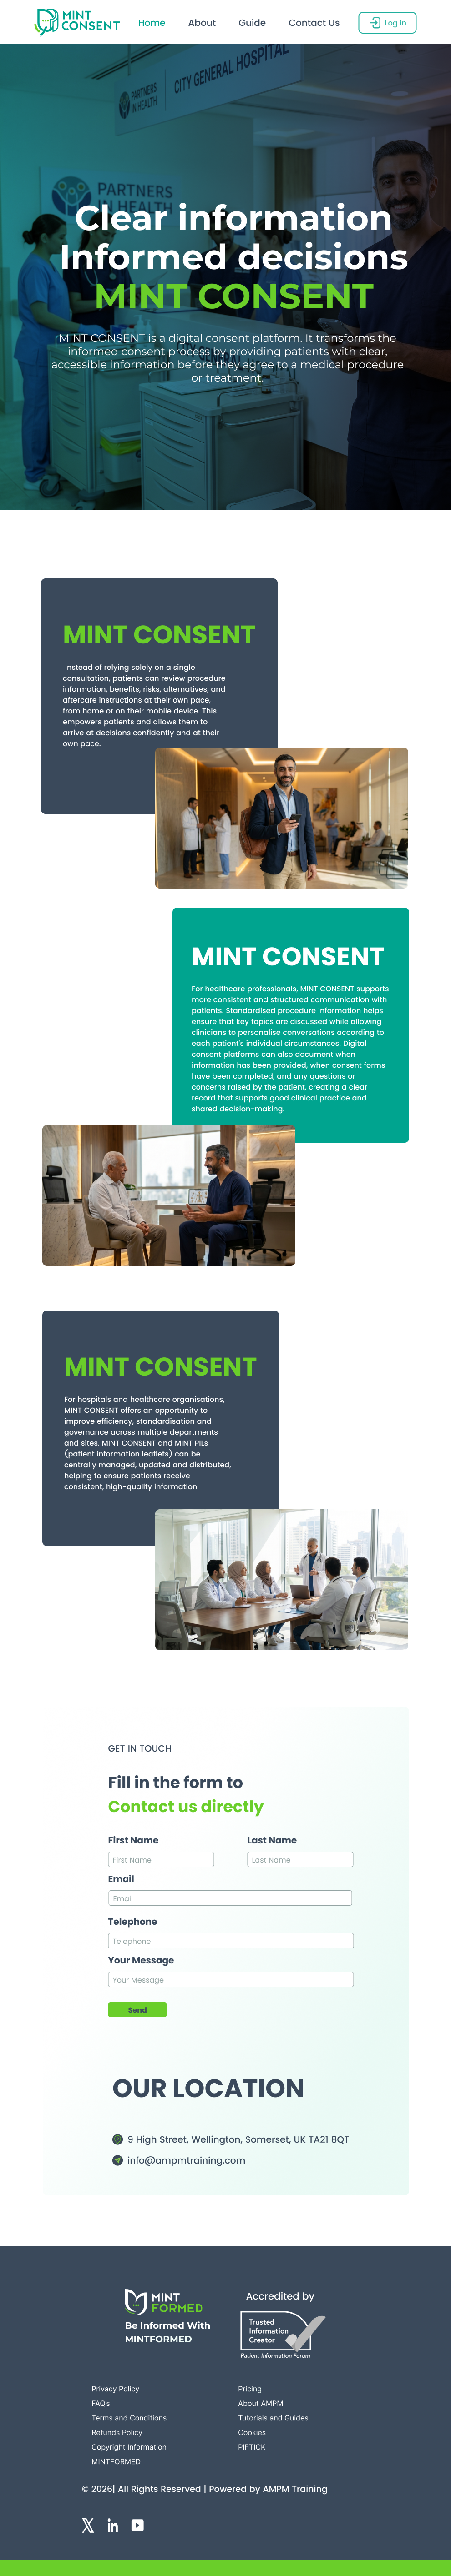 MINT
CONSENT
Home
About
Guide
Contact Us
Log in
PARTNERS
IN HEALTH
CITY GENERAL HOSPITAL
PARTNERS
IN HEALTH
Clear information
Informed decisions
MINT CONSENT
MINT CONSENT is a digital consent platform. It transforms the
informed consent process by providing patients with clear,
accessible information before they agree to a medical procedure
or treatment.
MINT CONSENT
Instead of relying solely on a single
consultation, patients can review procedure
information, benefits, risks, alternatives, and
aftercare instructions at their own pace,
from home or on their mobile device. This
empowers patients and allows them to
arrive at decisions confidently and at their
own pace.
MINT CONSENT
For healthcare professionals, MINT CONSENT supports
more consistent and structured communication with
patients. Standardised procedure information helps
ensure that key topics are discussed while allowing
clinicians to personalise conversations according to
each patient's individual circumstances. Digital
consent platforms can also document when
information has been provided, when consent forms
have been completed, and any questions or
concerns raised by the patient, creating a clear
record that supports good clinical practice and
shared decision-making.
MINT CONSENT
For hospitals and healthcare organisations,
MINT CONSENT offers an opportunity to
improve efficiency, standardisation and
governance across multiple departments
and sites. MINT CONSENT and MINT PILs
(patient information leaflets) can be
centrally managed, updated and distributed,
helping to ensure patients receive
consistent, high-quality information
GET IN TOUCH
Fill in the form to
Contact us directly
First Name
Last Name
First Name
Last Name
Email
Email
Telephone
Telephone
Your Message
Your Message
Send
OUR LOCATION
9 High Street, Wellington, Somerset, UK TA21 8QT
info@ampmtraining.com
MINT
FORMED
Be Informed With
MINTFORMED
Accredited by
Trusted
Information
Creator
Patient Information Forum
Privacy Policy
FAQ's
Terms and Conditions
Refunds Policy
Copyright Information
MINTFORMED
Pricing
About AMPM
Tutorials and Guides
Cookies
PIFTICK
© 2026| All Rights Reserved | Powered by AMPM Training